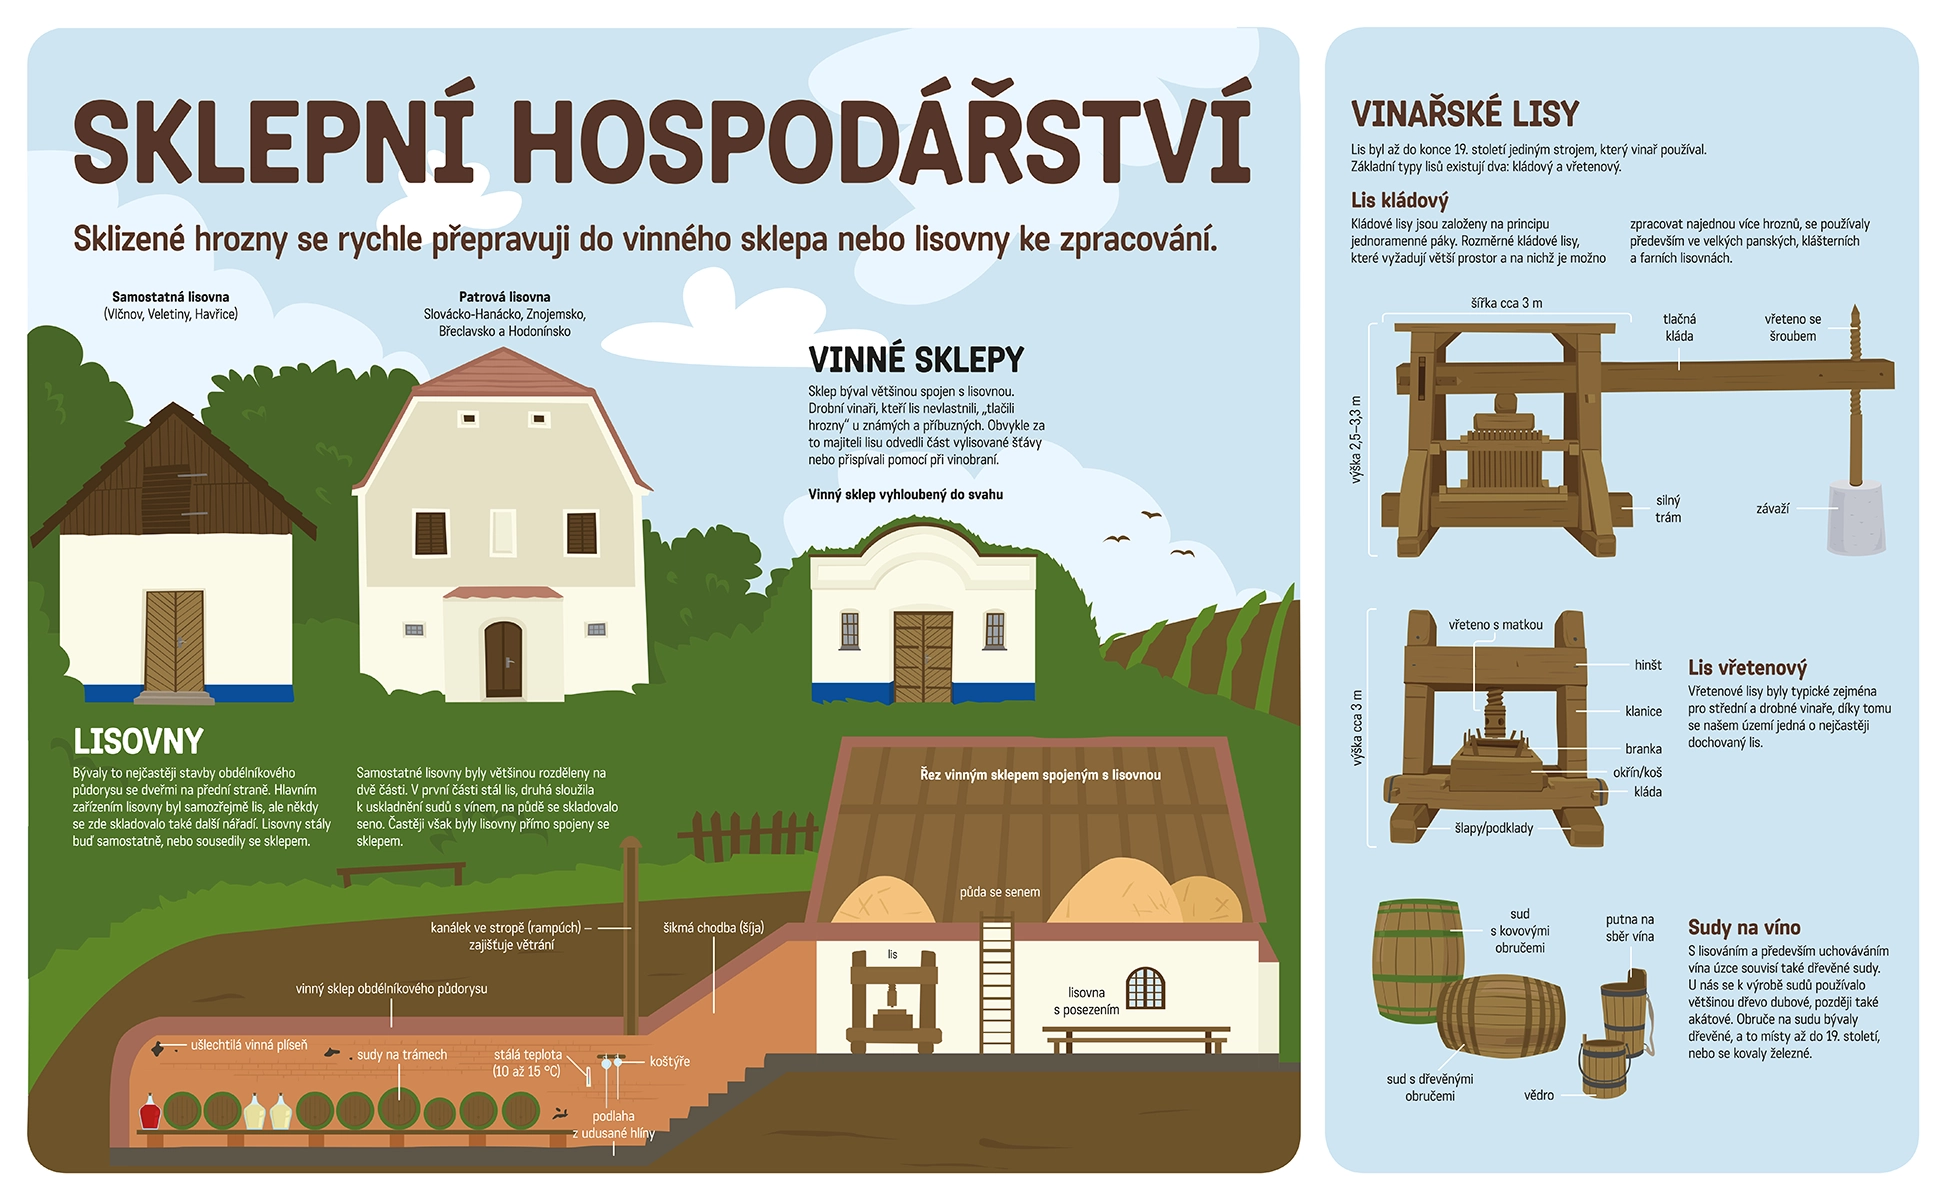 SKLEPNÍ HOSPODÁŘSTVÍ
Sklizené hrozny se rychle přepravuji do vinného sklepa nebo lisovny ke zpracování.
Samostatná lisovna
(Vlčnov, Veletiny, Havřice)
Patrová lisovna
Slovácko-Hanácko, Znojemsko,
Břeclavsko a Hodonínsko
VINNÉ SKLEPY
Sklep býval většinou spojen s lisovnou.
Drobní vinaři, kteří lis nevlastnili, „tlačili
hrozny“ u známých a příbuzných. Obvykle za
to majiteli lisu odvedli část vylisované šťávy
nebo přispívali pomocí při vinobraní.
Vinný sklep vyhloubený do svahu
LISOVNY
Bývaly to nejčastěji stavby obdélníkového
půdorysu se dveřmi na přední straně. Hlavním
zařízením lisovny byl samozřejmě lis, ale někdy
se zde skladovalo také další nářadí. Lisovny stály
buď samostatně, nebo sousedily se sklepem.
Samostatné lisovny byly většinou rozděleny na
dvě části. V první části stál lis, druhá sloužila
k uskladnění sudů s vínem, na půdě se skladovalo
seno. Častěji však byly lisovny přímo spojeny se
sklepem.
Řez vinným sklepem spojeným s lisovnou
půda se senem
kanálek ve stropě (rampúch) –
zajišťuje větrání
šikmá chodba (šíja)
lis
lisovna
s posezením
vinný sklep obdélníkového půdorysu
ušlechtilá vinná plíseň
sudy na trámech
stálá teplota
(10 až 15 °C)
koštýře
podlaha
z udusané hlíny
VINAŘSKÉ LISY
Lis byl až do konce 19. století jediným strojem, který vinař používal.
Základní typy lisů existují dva: kládový a vřetenový.
Lis kládový
Kládové lisy jsou založeny na principu
jednoramenné páky. Rozměrné kládové lisy,
které vyžadují větší prostor a na nichž je možno
zpracovat najednou více hroznů, se používaly
především ve velkých panských, klášterních
a farních lisovnách.
šířka cca 3 m
tlačná
kláda
vřeteno se
šroubem
výška 2,5–3,3 m
silný
trám
závaží
vřeteno s matkou
hinšt
klanice
branka
okřín/koš
kláda
šlapy/podklady
výška cca 3 m
Lis vřetenový
Vřetenové lisy byly typické zejména
pro střední a drobné vinaře, díky tomu
se našem území jedná o nejčastěji
dochovaný lis.
sud
s kovovými
obručemi
putna na
sběr vína
sud s dřevěnými
obručemi
vědro
Sudy na víno
S lisováním a především uchováváním
vína úzce souvisí také dřevěné sudy.
U nás se k výrobě sudů používalo
většinou dřevo dubové, později také
akátové. Obruče na sudu bývaly
dřevěné, a to místy až do 19. století,
nebo se kovaly železné.